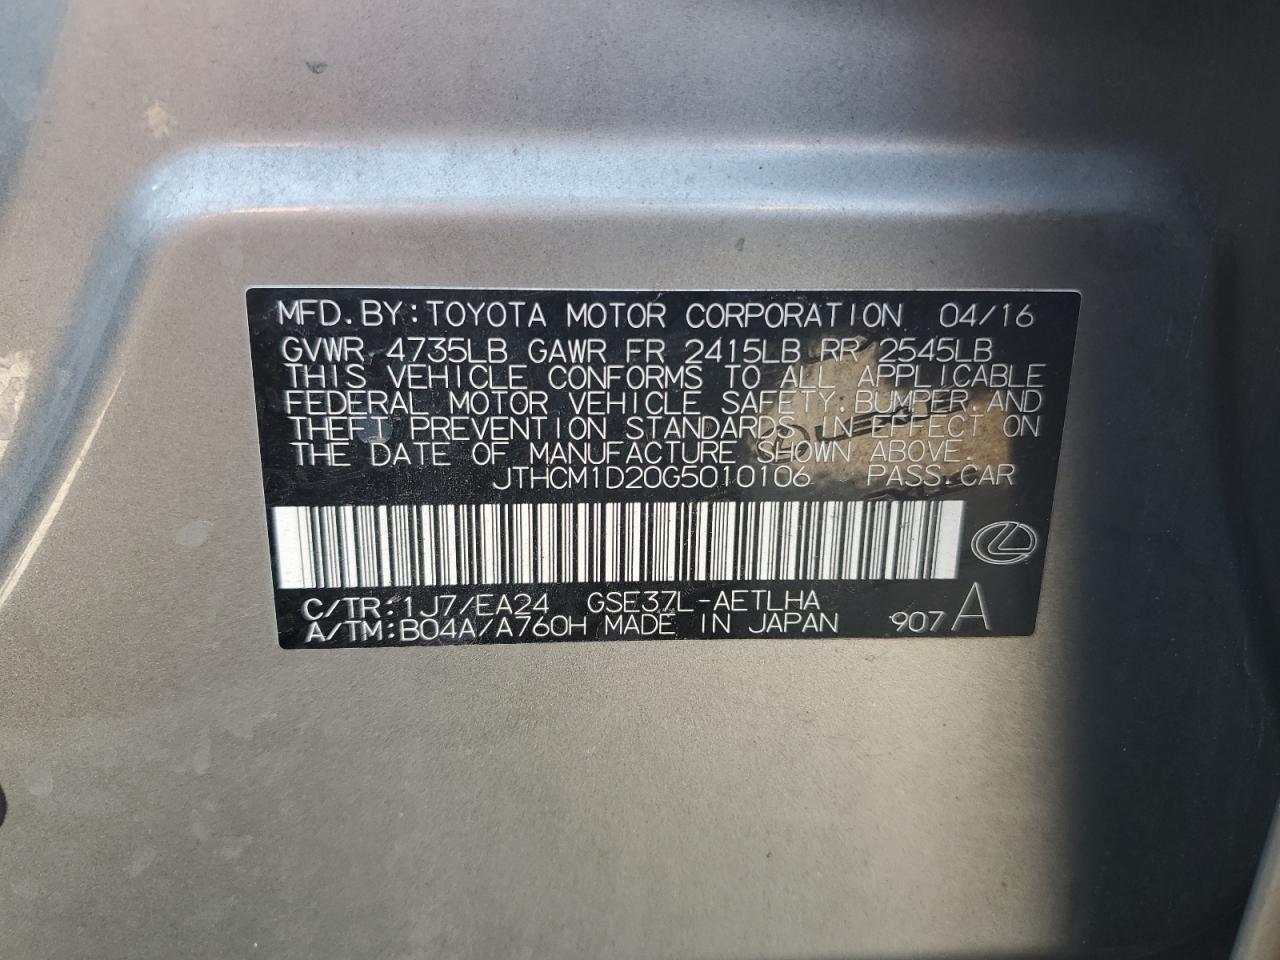 MFD.BY:TOYOTA MOTOR CORPORATION 04/16
GVWR 4735LB GAWR FR 2415LB RR 2545LB
THIS VEHICLE CONFORMS TO ALL APPLICABLE
FEDERAL MOTOR VEHICLE SAFETY,BUMPER,AND
THEFT PREVENTION STANDARDS IN EFFECT ON
THE DATE OF MANUFACTURE SHOWN ABOVE.
JTHCM1D20G5010106 PASS.CAR
C/TR:1J7/EA24 GSE37L-AETLHA
A/TM:B04A/A760H MADE IN JAPAN 907 A